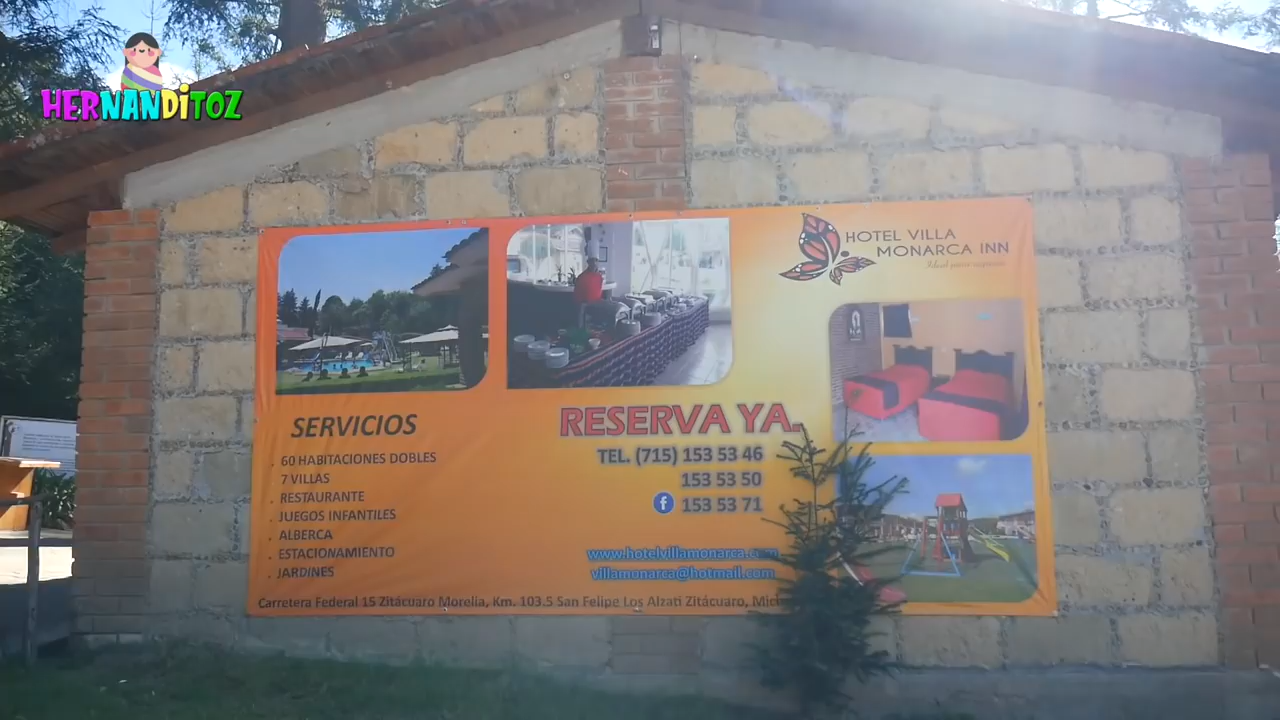 HERNANDiTOZ
HOTEL VILLA
MONARCA INN
SERVICIOS
. 60 HABITACIONES DOBLES
. 7 VILLAS
. RESTAURANTE
. JUEGOS INFANTILES
. ALBERCA
. ESTACIONAMIENTO
. JARDINES
RESERVA YA.
TEL. (715) 153 53 46
153 53 50
f 153 53 71
www.hotelvillamonarca.com
villamonarca@hotmail.com
Carretera Federal 15 Zitácuaro Morelia, Km. 103.5 San Felipe Los Alzati Zitácuaro,